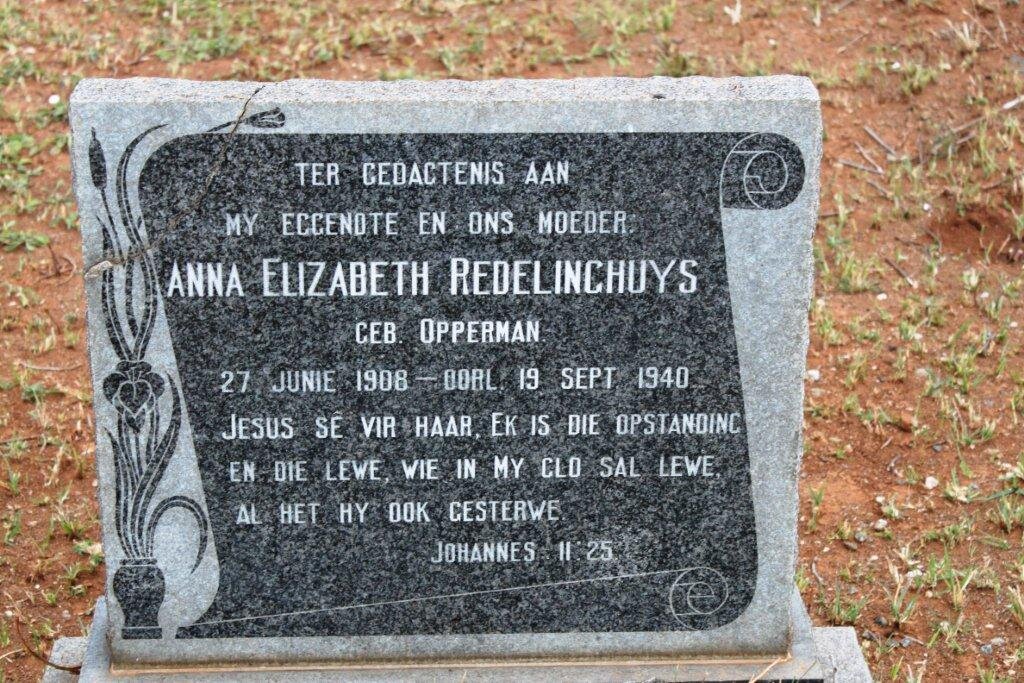 TER GEDACTENIS AAN
MY EGGENOTE EN ONS MOEDER:
ANNA ELIZABETH REDELINGHUYS
GEB. OPPERMAN
27 JUNIE 1908 — OORL. 19 SEPT 1940
JESUS SÊ VIR HAAR, EK IS DIE OPSTANDING
EN DIE LEWE, WIE IN MY GLO SAL LEWE,
AL HET HY OOK GESTERWE.
JOHANNES 11:25